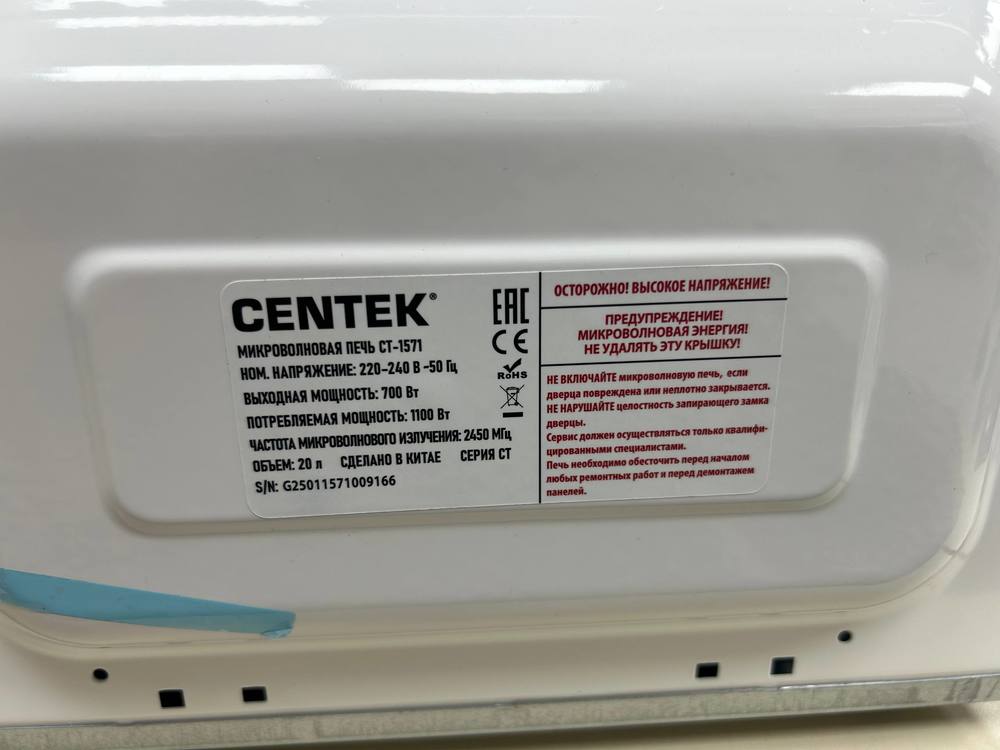 CENTEK®
МИКРОВОЛНОВАЯ ПЕЧЬ СТ-1571
НОМ. НАПРЯЖЕНИЕ: 220-240 В ~50 Гц
ВЫХОДНАЯ МОЩНОСТЬ: 700 Вт
ПОТРЕБЛЯЕМАЯ МОЩНОСТЬ: 1100 Вт
ЧАСТОТА МИКРОВОЛНОВОГО ИЗЛУЧЕНИЯ: 2450 МГц
ОБЪЕМ: 20 л СДЕЛАНО В КИТАЕ СЕРИЯ СТ
S/N: G25011571009166
EAC
CE
RoHS
ОСТОРОЖНО! ВЫСОКОЕ НАПРЯЖЕНИЕ!
ПРЕДУПРЕЖДЕНИЕ!
МИКРОВОЛНОВАЯ ЭНЕРГИЯ!
НЕ УДАЛЯТЬ ЭТУ КРЫШКУ!
НЕ ВКЛЮЧАЙТЕ микроволновую печь, если
дверца повреждена или неплотно закрывается.
НЕ НАРУШАЙТЕ целостность запирающего замка
дверцы.
Сервис должен осуществляться только квалифи-
цированными специалистами.
Печь необходимо обесточить перед началом
любых ремонтных работ и перед демонтажем
панелей.